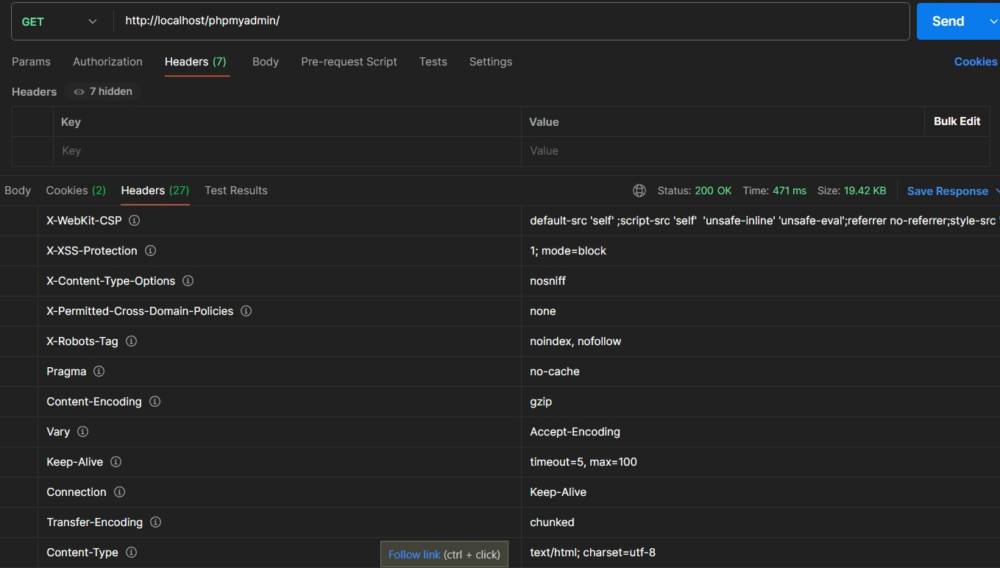 GET http://localhost/phpmyadmin/ Send
Params Authorization Headers (7) Body Pre-request Script Tests Settings Cookies
Headers 7 hidden
Key Value Bulk Edit
Key Value
Body Cookies (2) Headers (27) Test Results Status: 200 OK Time: 471 ms Size: 19.42 KB Save Response
X-WebKit-CSP default-src 'self' ;script-src 'self' 'unsafe-inline' 'unsafe-eval';referrer no-referrer;style-src '
X-XSS-Protection 1; mode=block
X-Content-Type-Options nosniff
X-Permitted-Cross-Domain-Policies none
X-Robots-Tag noindex, nofollow
Pragma no-cache
Content-Encoding gzip
Vary Accept-Encoding
Keep-Alive timeout=5, max=100
Connection Keep-Alive
Transfer-Encoding chunked
Content-Type Follow link (ctrl + click) text/html; charset=utf-8